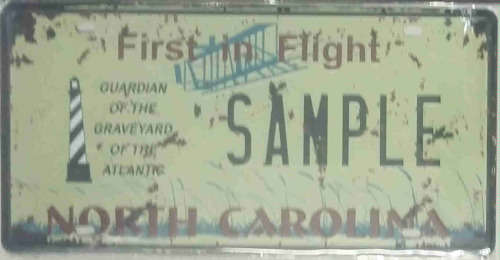 First in Flight
GUARDIAN
OF THE
GRAVEYARD
OF THE
ATLANTIC
SAMPLE
NORTH CAROLINA